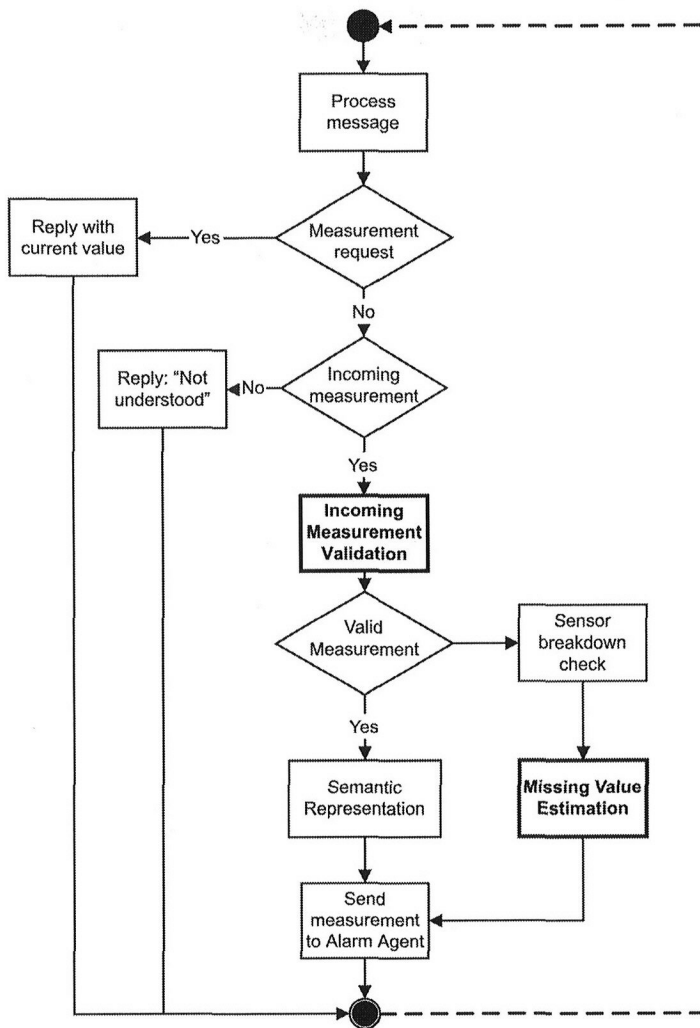 Process
message
Measurement
request
Yes
Reply with
current value
No
Incoming
measurement
No
Reply: "Not
understood"
Yes
Incoming
Measurement
Validation
Valid
Measurement
Sensor
breakdown
check
Yes
Semantic
Representation
Missing Value
Estimation
Send
measurement
to Alarm Agent